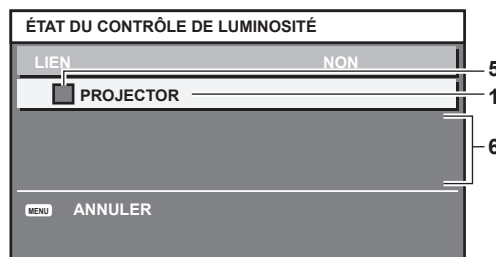 ÉTAT DU CONTRÔLE DE LUMINOSITÉ
LIEN NON
5
PROJECTOR
1
6
MENU ANNULER